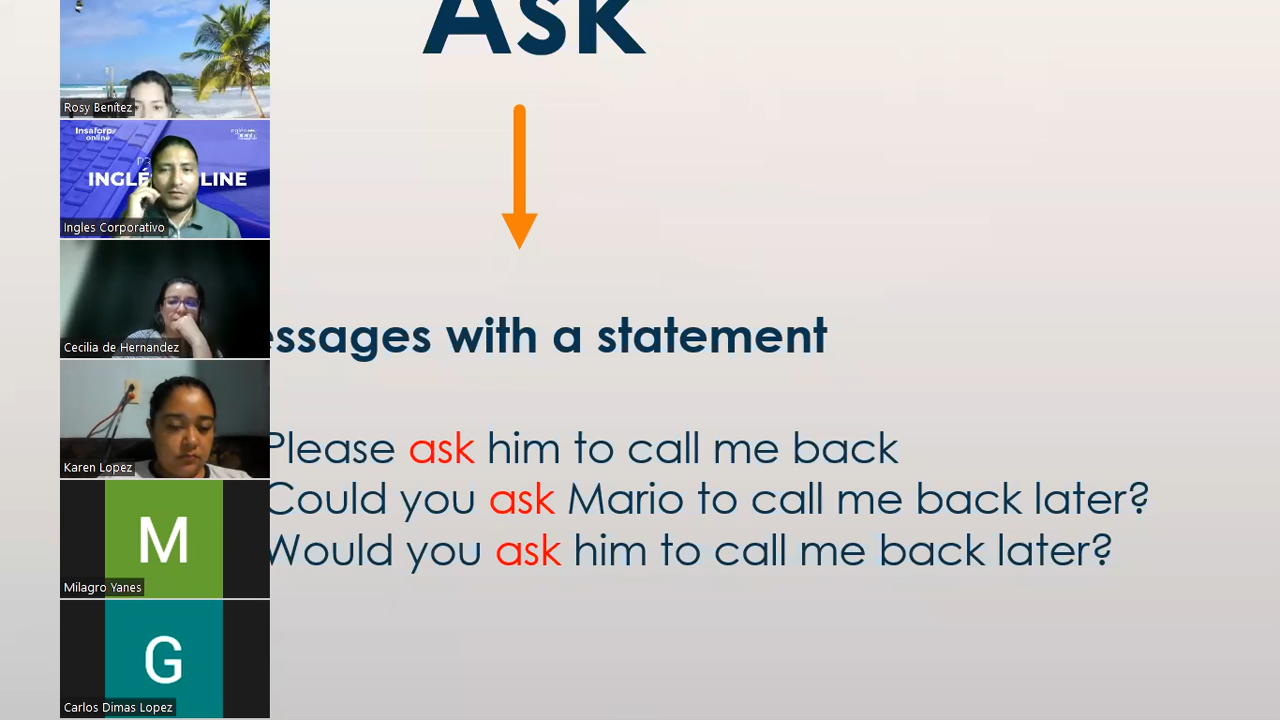 Ask
Rosy Benítez
Insaforp
online
INGLÉS
LINE
Ingles Corporativo
Cecilia de Hernandez
Karen Lopez
M
Milagro Yanes
G
Carlos Dimas Lopez
essages with a statement
Please ask him to call me back
Could you ask Mario to call me back later?
Would you ask him to call me back later?